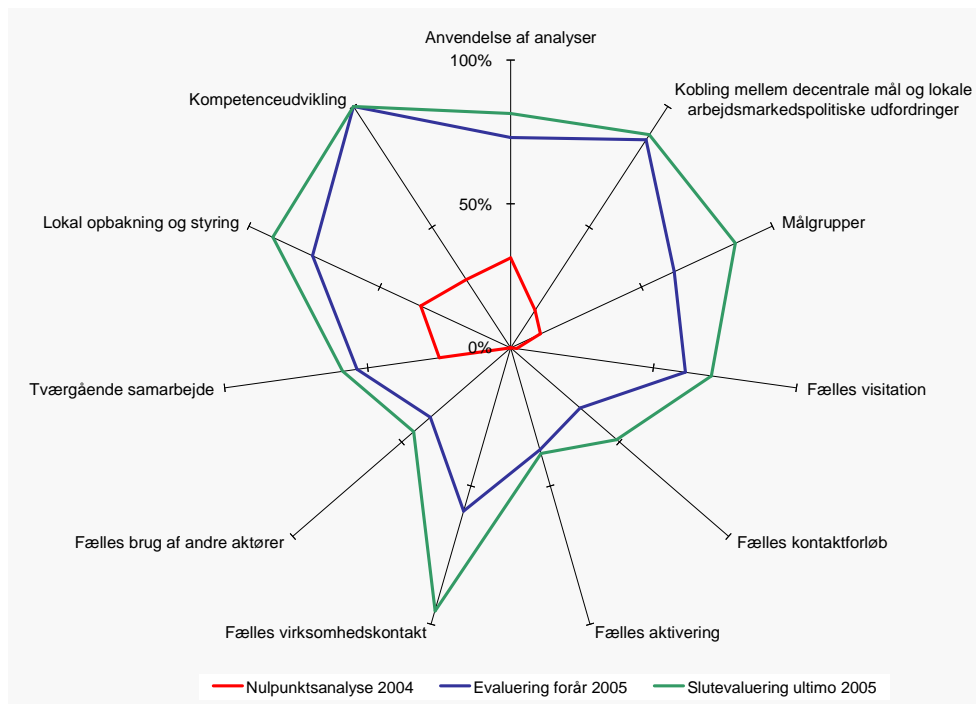 Anvendelse af analyser
100%
Kobling mellem decentrale mål og lokale
arbejdsmarkedspolitiske udfordringer
Kompetenceudvikling
50%
Lokal opbakning og styring
Målgrupper
0%
Tværgående samarbejde
Fælles visitation
Fælles brug af andre aktører
Fælles kontaktforløb
Fælles virksomhedskontakt
Fælles aktivering
Nulpunktsanalyse 2004
Evaluering forår 2005
Slutevaluering ultimo 2005